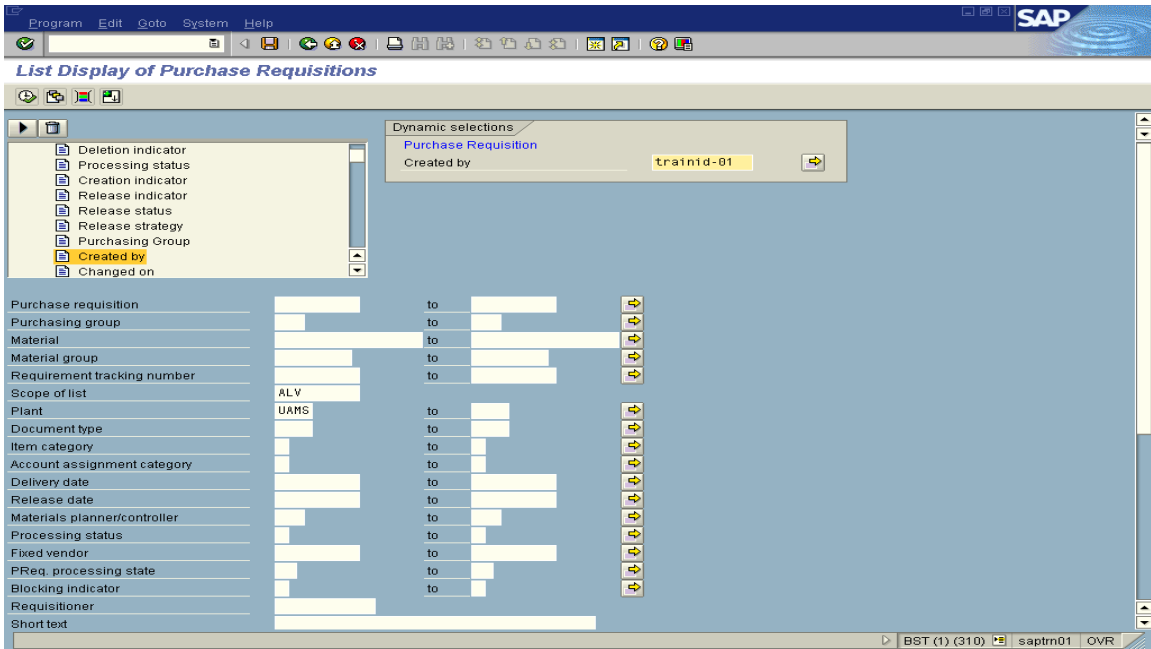 Program Edit Goto System Help
SAP
List Display of Purchase Requisitions
Dynamic selections
Purchase Requisition
Created by trainid-01
Deletion indicator
Processing status
Creation indicator
Release indicator
Release status
Release strategy
Purchasing Group
Created by
Changed on
Purchase requisition to
Purchasing group to
Material to
Material group to
Requirement tracking number to
Scope of list ALV
Plant UAMS to
Document type to
Item category to
Account assignment category to
Delivery date to
Release date to
Materials planner/controller to
Processing status to
Fixed vendor to
PReq. processing state to
Blocking indicator to
Requisitioner
Short text
BST (1) (310) saptrn01 OVR